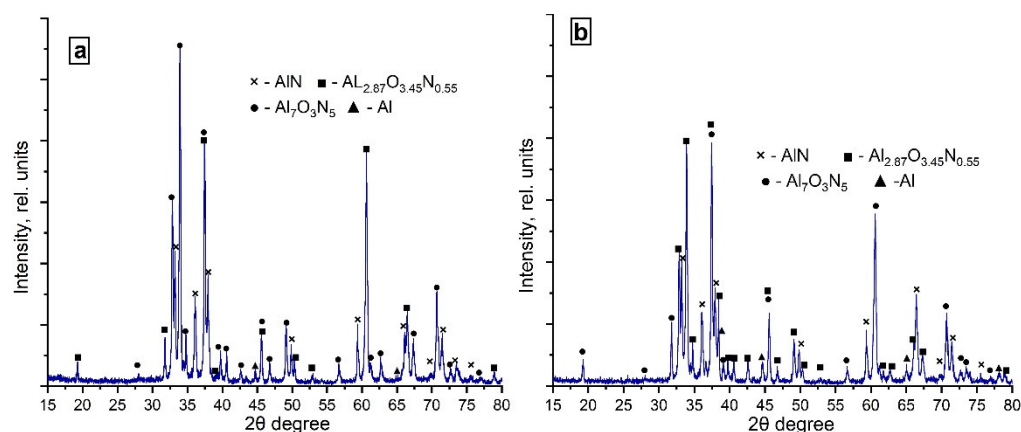 a
× - AlN ■ - AL2.87O3.45N0.55
● - Al7O3N5 ▲ - Al
Intensity, rel. units
15 20 25 30 35 40 45 50 55 60 65 70 75 80
2θ degree
b
× - AlN ■ - Al2.87O3.45N0.55
● - Al7O3N5 ▲ -Al
Intensity, rel. units
15 20 25 30 35 40 45 50 55 60 65 70 75 80
2θ degree